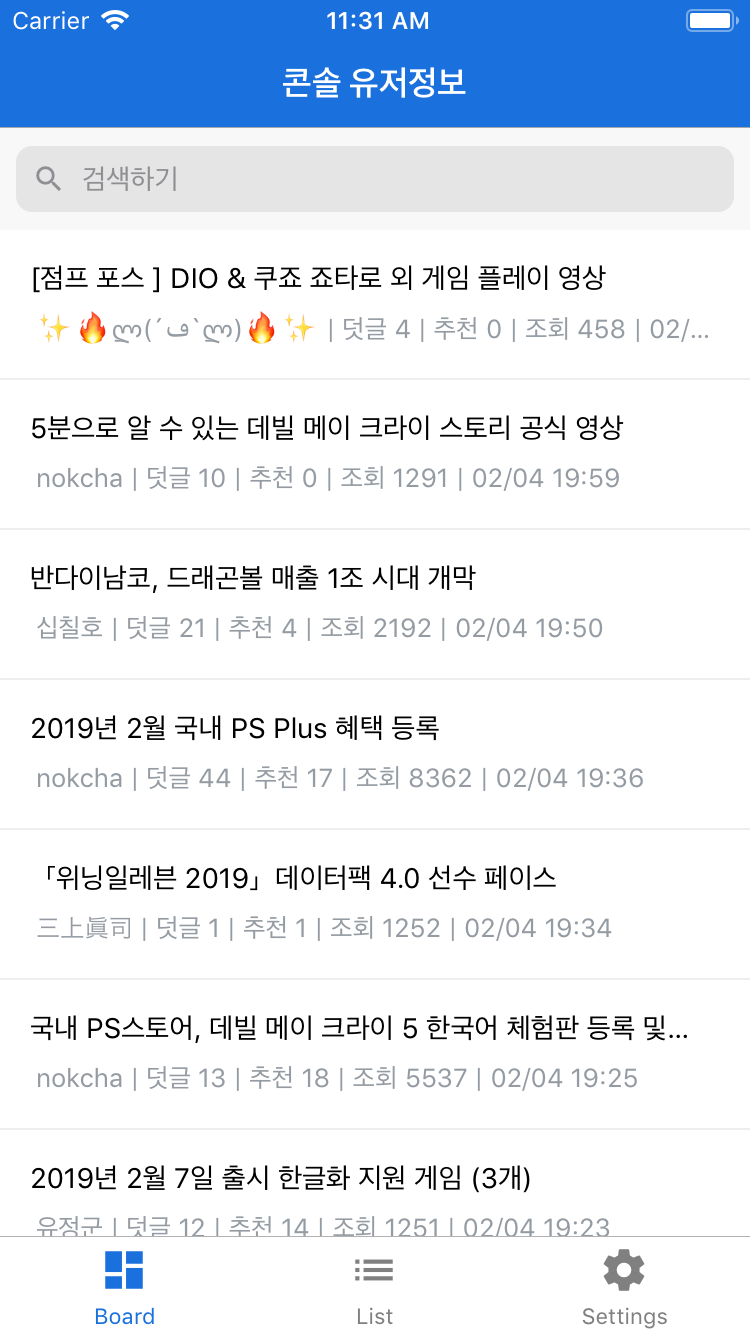 Carrier 11:31 AM
콘솔 유저정보
검색하기
[점프 포스 ] DIO & 쿠죠 죠타로 외 게임 플레이 영상
✨🔥ლ(´ڡ`ლ)🔥✨ | 덧글 4 | 추천 0 | 조회 458 | 02/...
5분으로 알 수 있는 데빌 메이 크라이 스토리 공식 영상
nokcha | 덧글 10 | 추천 0 | 조회 1291 | 02/04 19:59
반다이남코, 드래곤볼 매출 1조 시대 개막
십칠호 | 덧글 21 | 추천 4 | 조회 2192 | 02/04 19:50
2019년 2월 국내 PS Plus 혜택 등록
nokcha | 덧글 44 | 추천 17 | 조회 8362 | 02/04 19:36
「위닝일레븐 2019」데이터팩 4.0 선수 페이스
三上眞司 | 덧글 1 | 추천 1 | 조회 1252 | 02/04 19:34
국내 PS스토어, 데빌 메이 크라이 5 한국어 체험판 등록 및...
nokcha | 덧글 13 | 추천 18 | 조회 5537 | 02/04 19:25
2019년 2월 7일 출시 한글화 지원 게임 (3개)
유정군 | 덧글 12 | 추천 14 | 조회 1251 | 02/04 19:23
Board List Settings